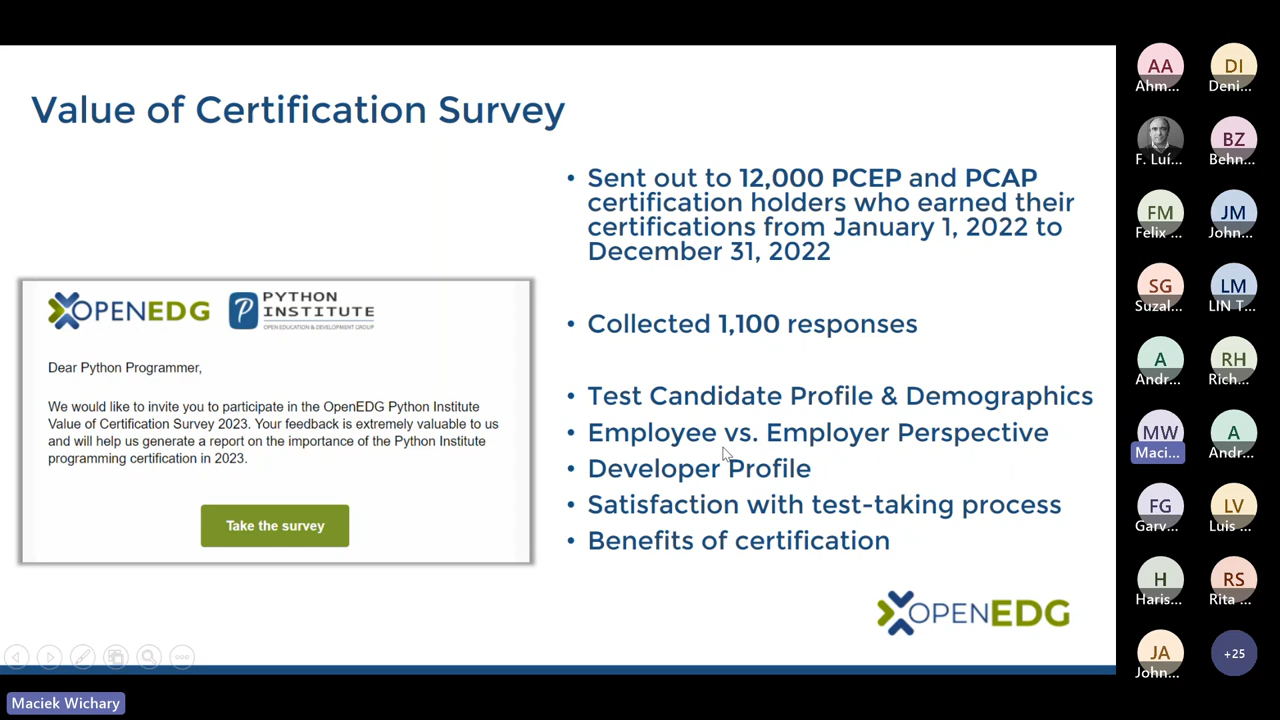 Value of Certification Survey
• Sent out to 12,000 PCEP and PCAP
certification holders who earned their
certifications from January 1, 2022 to
December 31, 2022
• Collected 1,100 responses
• Test Candidate Profile & Demographics
• Employee vs. Employer Perspective
• Developer Profile
• Satisfaction with test-taking process
• Benefits of certification
OPENEDG
PYTHON
INSTITUTE
OPEN EDUCATION & DEVELOPMENT GROUP
Dear Python Programmer,
We would like to invite you to participate in the OpenEDG Python Institute
Value of Certification Survey 2023. Your feedback is extremely valuable to us
and will help us generate a report on the importance of the Python Institute
programming certification in 2023.
Take the survey
OPENEDG
Maciek Wichary
AA
Ahm...
DI
Deni...
F. Luí...
BZ
Behn...
FM
Felix ...
JM
John...
SG
Suzal...
LM
LIN T...
A
Andr...
RH
Rich...
MW
Maci...
A
Andr...
FG
Garv...
LV
Luis ...
H
Haris...
RS
Rita ...
JA
John...
+25